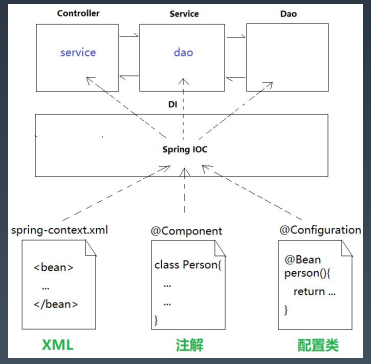 Controller Service Dao
service dao
DI
Spring IOC
spring-context.xml @Component @Configuration
<bean>
...
</bean>
class Person{
...
...
}
@Bean
person(){
return ...
}
XML 注解 配置类